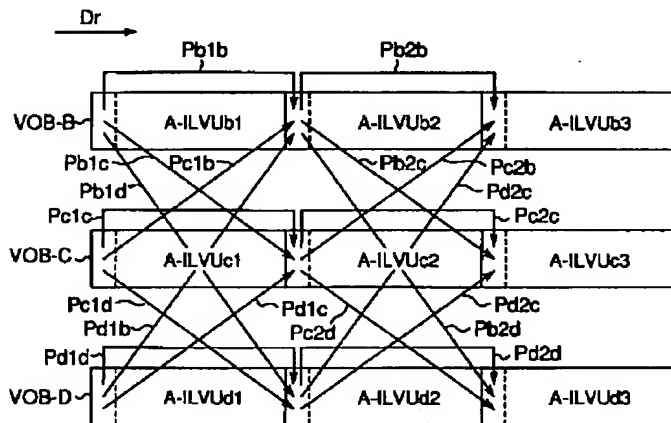 Dr
Pb1b Pb2b
VOB-B A-ILVUb1 A-ILVUb2 A-ILVUb3
Pb1c Pc1b Pb2c Pc2b
Pb1d Pd2c
Pc1c Pc2c
VOB-C A-ILVUc1 A-ILVUc2 A-ILVUc3
Pc1d Pd1c Pd2c
Pd1b Pc2d Pb2d
Pd1d Pd2d
VOB-D A-ILVUd1 A-ILVUd2 A-ILVUd3